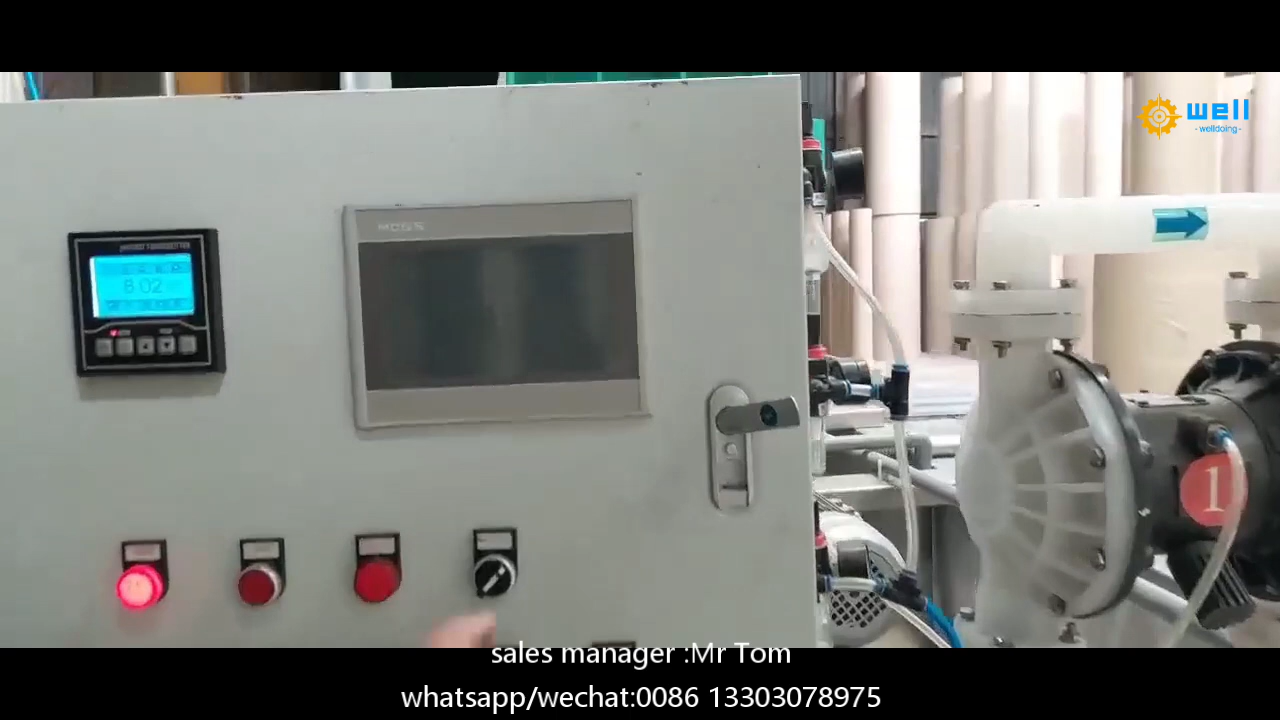 well
- welldoing -
MCGS
8.02
1
sales manager :Mr Tom
whatsapp/wechat:0086 13303078975